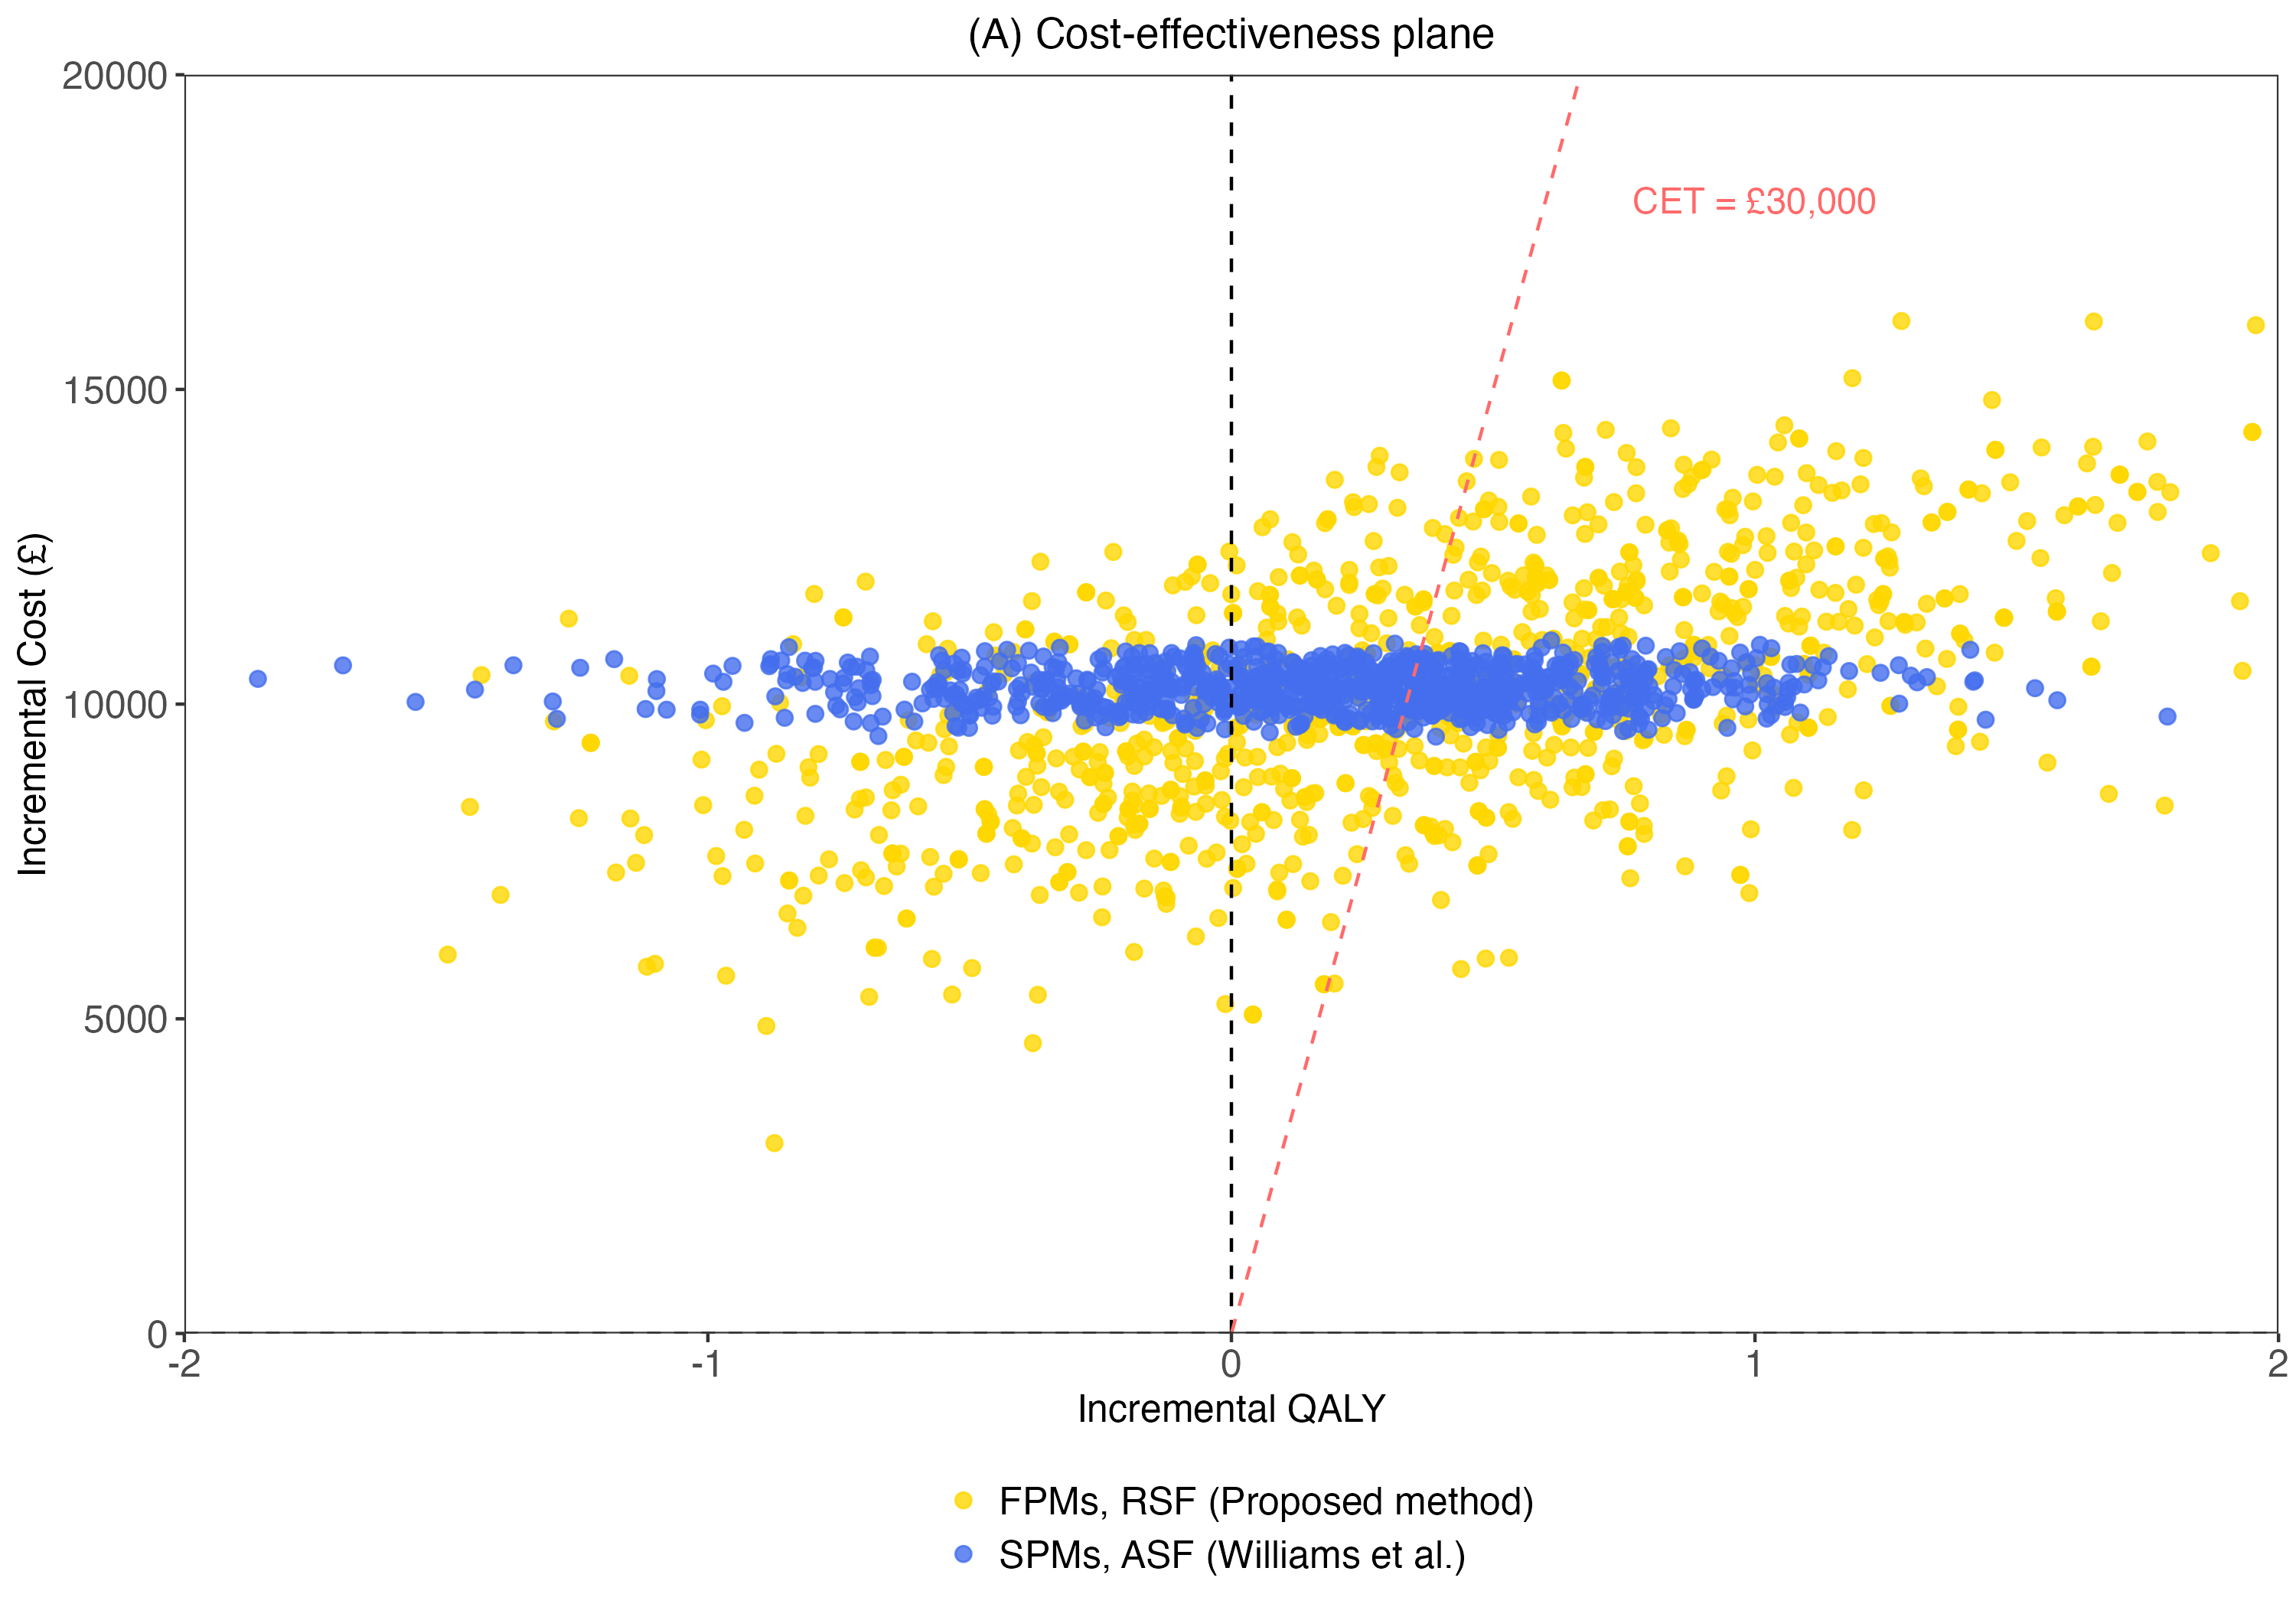 (A) Cost-effectiveness plane
20000
15000
10000
5000
0
Incremental Cost (£)
CET = £30,000
-2
-1
0
1
2
Incremental QALY
FPMs, RSF (Proposed method)
SPMs, ASF (Williams et al.)